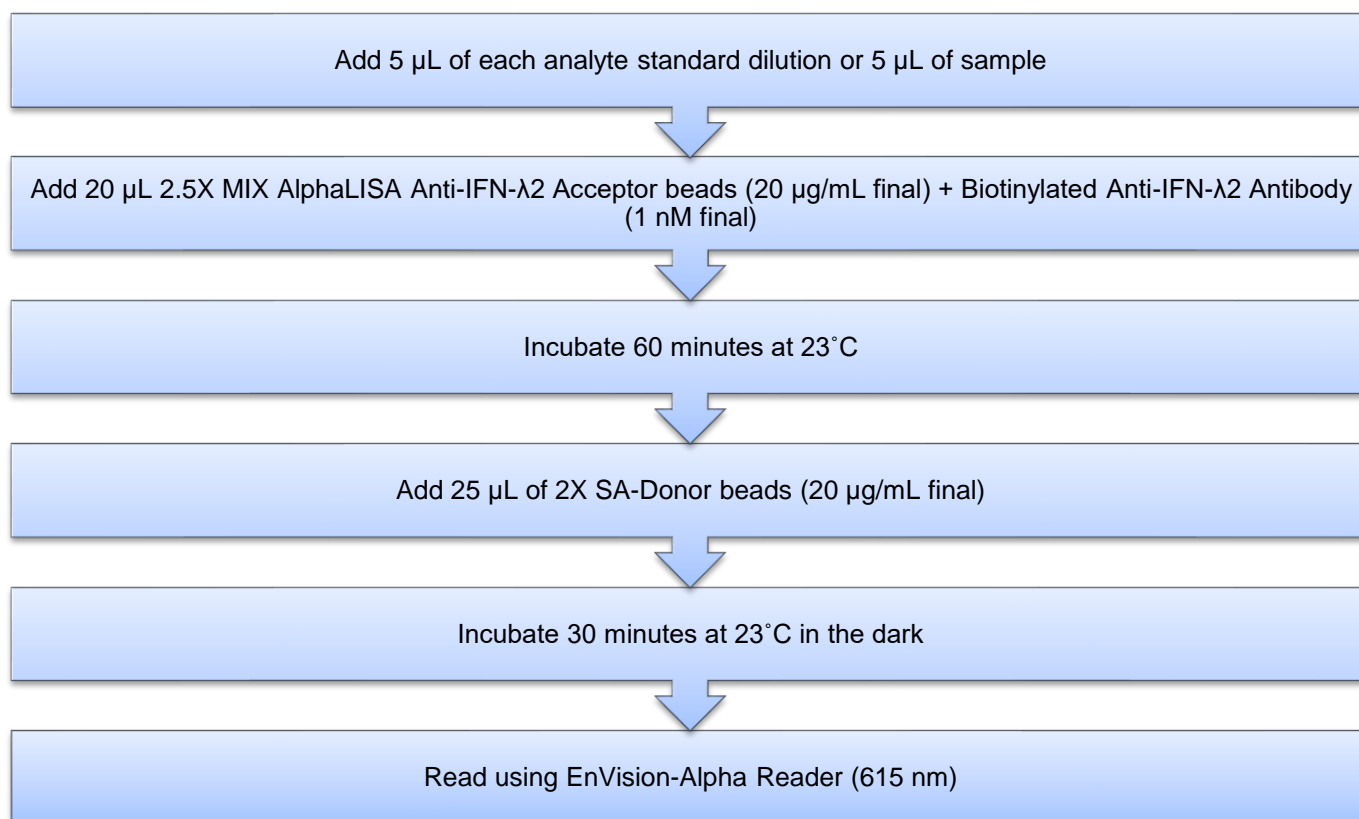 Add 5 µL of each analyte standard dilution or 5 µL of sample
Add 20 µL 2.5X MIX AlphaLISA Anti-IFN-λ2 Acceptor beads (20 µg/mL final) + Biotinylated Anti-IFN-λ2 Antibody
(1 nM final)
Incubate 60 minutes at 23˚C
Add 25 µL of 2X SA-Donor beads (20 µg/mL final)
Incubate 30 minutes at 23˚C in the dark
Read using EnVision-Alpha Reader (615 nm)